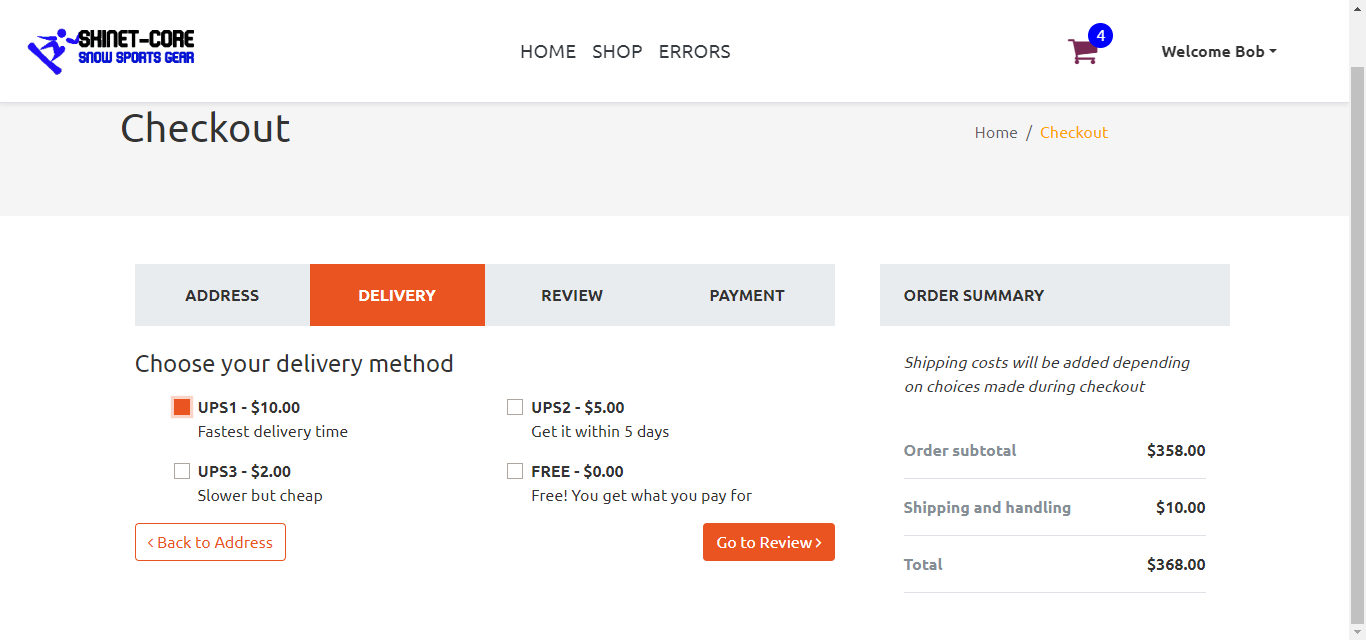 SKINET-CORE
SNOW SPORTS GEAR
HOME SHOP ERRORS
4
Welcome Bob
Checkout
Home / Checkout
ADDRESS DELIVERY REVIEW PAYMENT
Choose your delivery method
UPS1 - $10.00
Fastest delivery time
UPS2 - $5.00
Get it within 5 days
UPS3 - $2.00
Slower but cheap
FREE - $0.00
Free! You get what you pay for
< Back to Address
Go to Review >
ORDER SUMMARY
Shipping costs will be added depending
on choices made during checkout
Order subtotal $358.00
Shipping and handling $10.00
Total $368.00